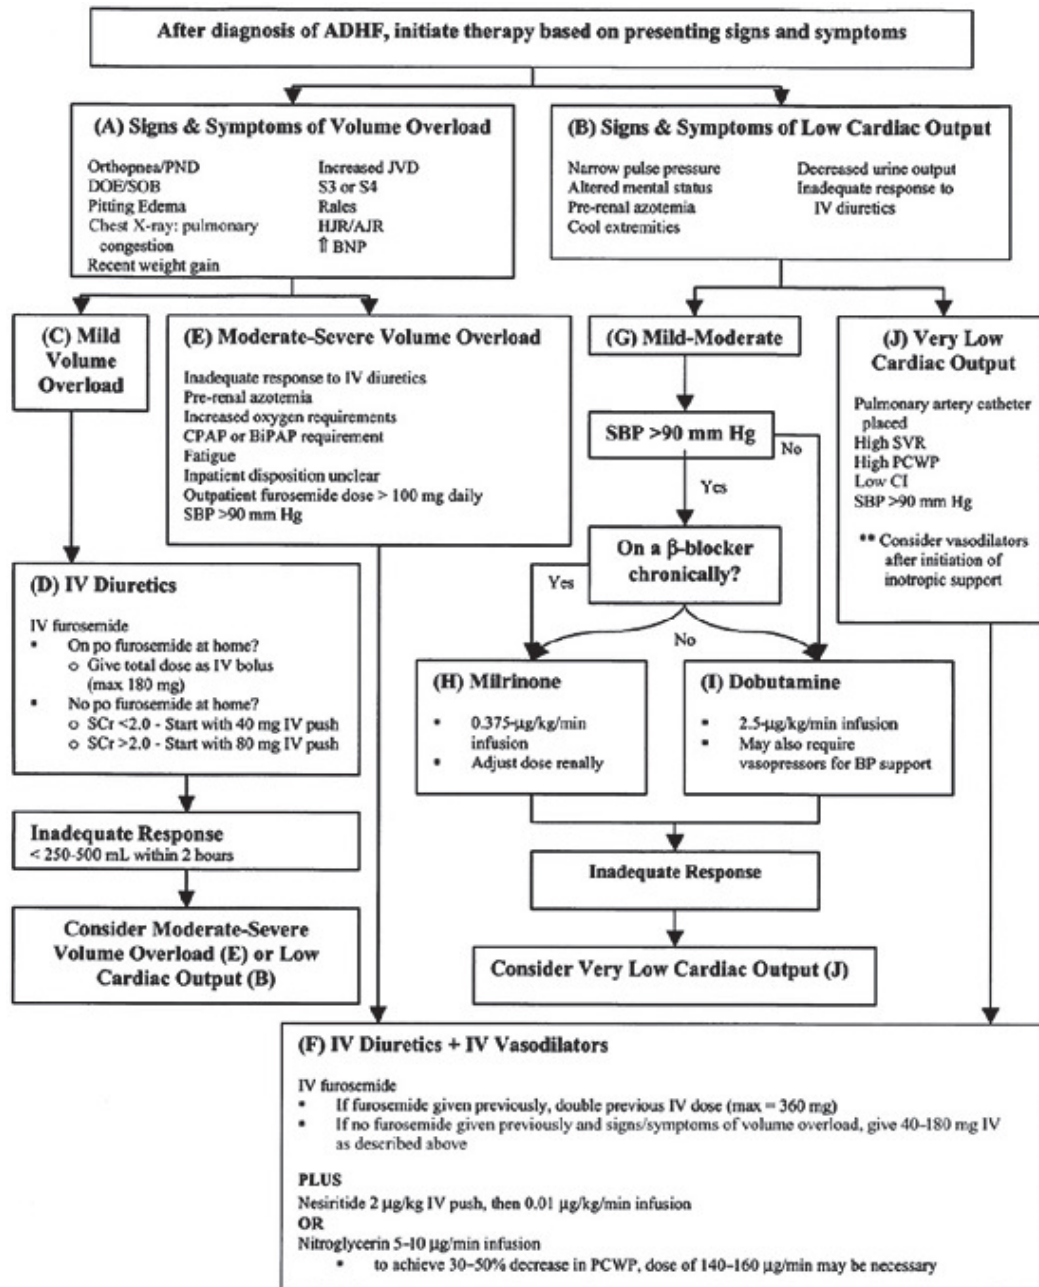 After diagnosis of ADHF, initiate therapy based on presenting signs and symptoms
(A) Signs & Symptoms of Volume Overload
Orthopnea/PND
DOE/SOB
Pitting Edema
Chest X-ray: pulmonary
congestion
Recent weight gain
Increased JVD
S3 or S4
Rales
HJR/AJR
⇑ BNP
(B) Signs & Symptoms of Low Cardiac Output
Narrow pulse pressure
Altered mental status
Pre-renal azotemia
Cool extremities
Decreased urine output
Inadequate response to
IV diuretics
(C) Mild
Volume
Overload
(E) Moderate-Severe Volume Overload
Inadequate response to IV diuretics
Pre-renal azotemia
Increased oxygen requirements
CPAP or BiPAP requirement
Fatigue
Inpatient disposition unclear
Outpatient furosemide dose > 100 mg daily
SBP >90 mm Hg
(G) Mild-Moderate
SBP >90 mm Hg
No
Yes
On a β-blocker
chronically?
Yes
No
(J) Very Low
Cardiac Output
Pulmonary artery catheter
placed
High SVR
High PCWP
Low CI
SBP >90 mm Hg
** Consider vasodilators
after initiation of
inotropic support
(D) IV Diuretics
IV furosemide
▪ On po furosemide at home?
o Give total dose as IV bolus
(max 180 mg)
▪ No po furosemide at home?
o SCr <2.0 - Start with 40 mg IV push
o SCr >2.0 - Start with 80 mg IV push
(H) Milrinone
▪ 0.375-µg/kg/min
infusion
▪ Adjust dose renally
(I) Dobutamine
▪ 2.5-µg/kg/min infusion
▪ May also require
vasopressors for BP support
Inadequate Response
< 250-500 mL within 2 hours
Consider Moderate-Severe
Volume Overload (E) or Low
Cardiac Output (B)
Inadequate Response
Consider Very Low Cardiac Output (J)
(F) IV Diuretics + IV Vasodilators
IV furosemide
▪ If furosemide given previously, double previous IV dose (max = 360 mg)
▪ If no furosemide given previously and signs/symptoms of volume overload, give 40–180 mg IV
as described above
PLUS
Nesiritide 2 µg/kg IV push, then 0.01 µg/kg/min infusion
OR
Nitroglycerin 5–10 µg/min infusion
▪ to achieve 30–50% decrease in PCWP, dose of 140–160 µg/min may be necessary